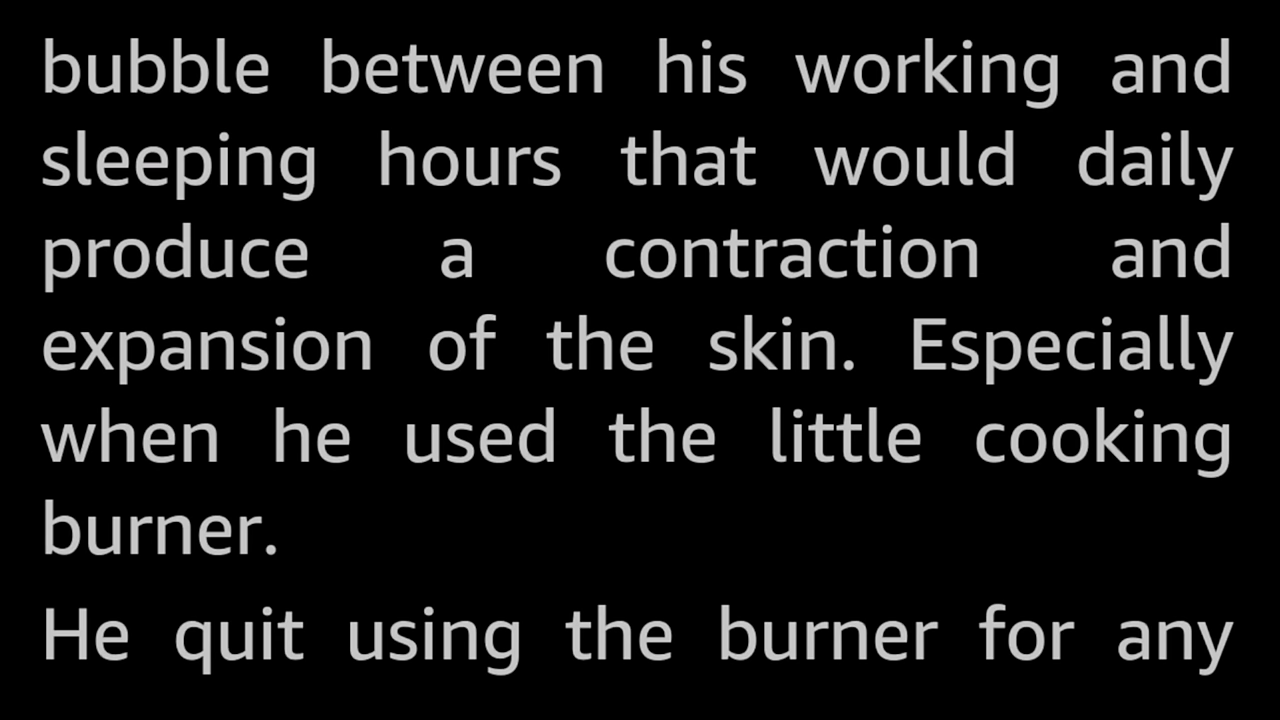 bubble between his working and
sleeping hours that would daily
produce a contraction and
expansion of the skin. Especially
when he used the little cooking
burner.
He quit using the burner for any